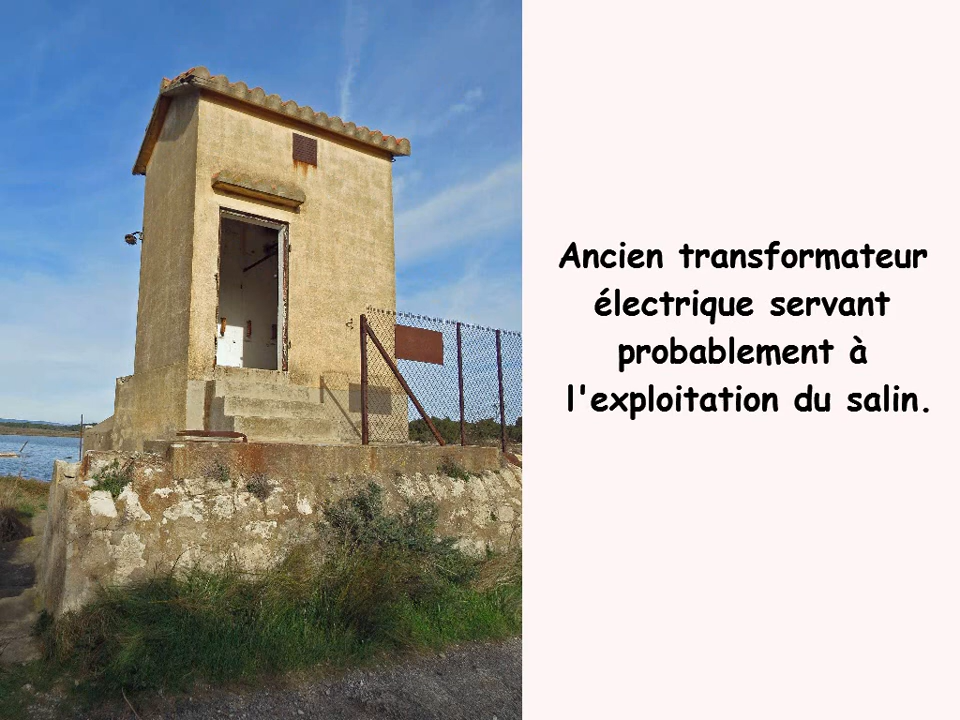 Ancien transformateur
électrique servant
probablement à
l'exploitation du salin.